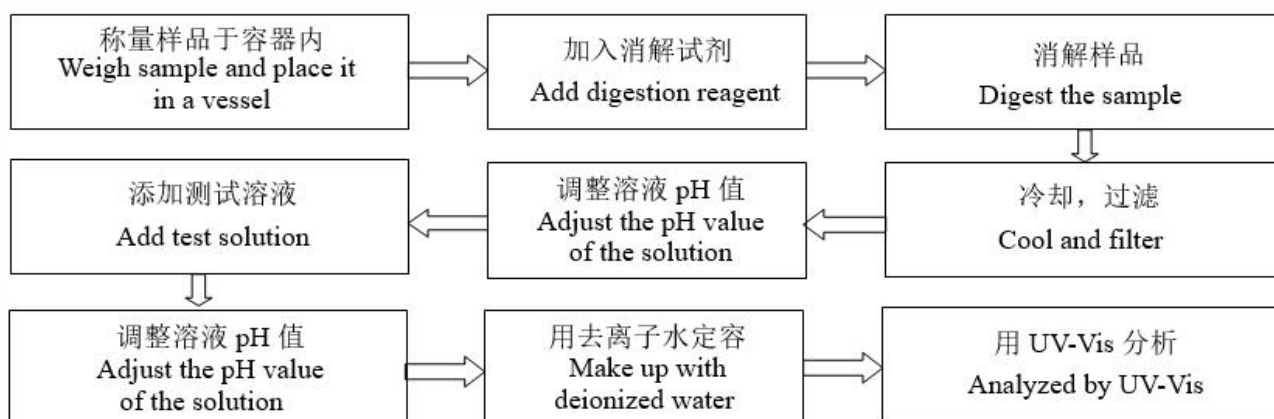 称量样品于容器内
Weigh sample and place it
in a vessel
加入消解试剂
Add digestion reagent
消解样品
Digest the sample
冷却，过滤
Cool and filter
调整溶液 pH 值
Adjust the pH value
of the solution
添加测试溶液
Add test solution
调整溶液 pH 值
Adjust the pH value
of the solution
用去离子水定容
Make up with
deionized water
用 UV-Vis 分析
Analyzed by UV-Vis